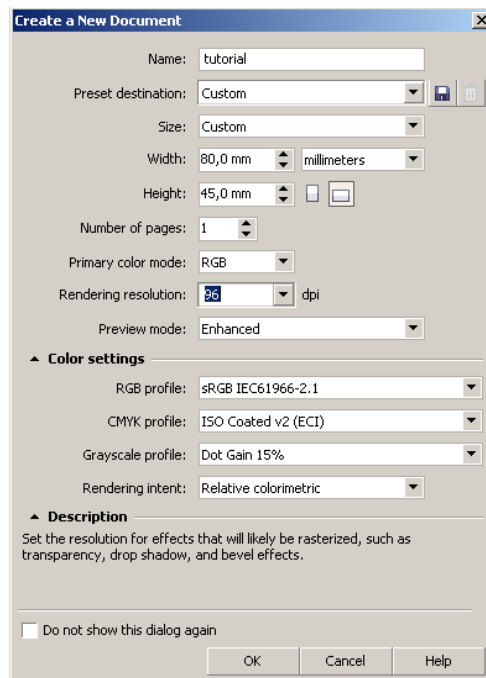 Create a New Document
Name: tutorial
Preset destination: Custom
Size: Custom
Width: 80,0 mm millimeters
Height: 45,0 mm
Number of pages: 1
Primary color mode: RGB
Rendering resolution: 96 dpi
Preview mode: Enhanced
Color settings
RGB profile: sRGB IEC61966-2.1
CMYK profile: ISO Coated v2 (ECI)
Grayscale profile: Dot Gain 15%
Rendering intent: Relative colorimetric
Description
Set the resolution for effects that will likely be rasterized, such as
transparency, drop shadow, and bevel effects.
Do not show this dialog again
OK Cancel Help